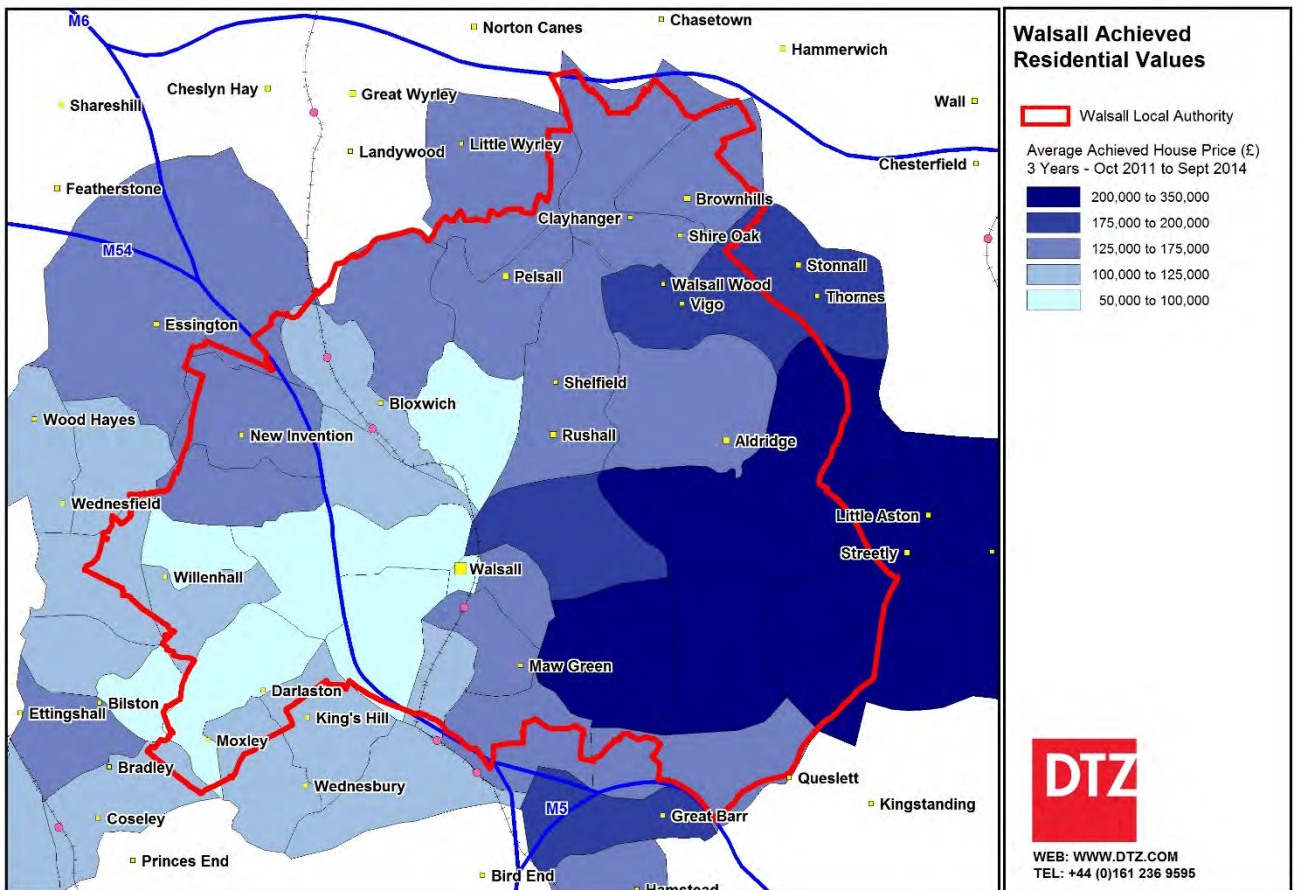 M6
Norton Canes
Chasetown
Hammerwich
Cheslyn Hay
Great Wyrley
Shareshill
Wall
Little Wyrley
Landywood
Chesterfield
Featherstone
Brownhills
Clayhanger
Shire Oak
M54
Stonnall
Pelsall
Walsall Wood
Thornes
Vigo
Essington
Shelfield
Bloxwich
Wood Hayes
New Invention
Rushall
Aldridge
Wednesfield
Little Aston
Streetly
Walsall
Willenhall
Maw Green
Darlaston
Bilston
Ettingshall
King's Hill
Moxley
Bradley
Queslett
Wednesbury
Kingstanding
M5
Great Barr
Coseley
Princes End
Bird End
Hamstead
Walsall Achieved
Residential Values
Walsall Local Authority
Average Achieved House Price (£)
3 Years - Oct 2011 to Sept 2014
200,000 to 350,000
175,000 to 200,000
125,000 to 175,000
100,000 to 125,000
50,000 to 100,000
DTZ
WEB: WWW.DTZ.COM
TEL: +44 (0)161 236 9595